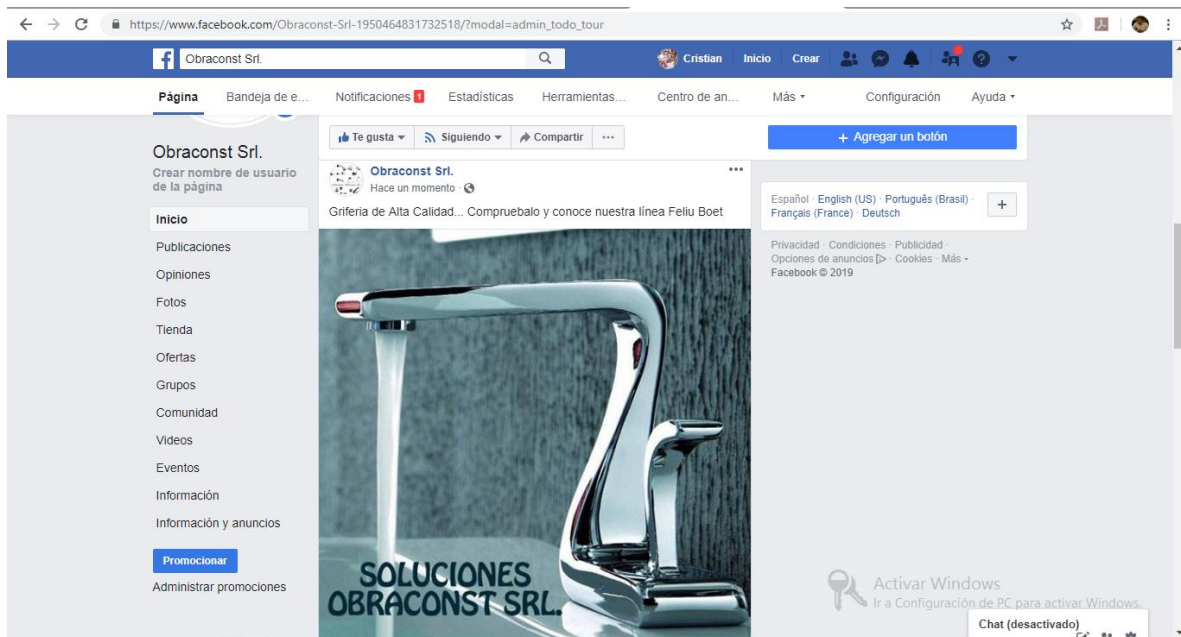 https://www.facebook.com/Obraconst-Srl-1950464831732518/?modal=admin_todo_tour
Obraconst Srl.
Cristian Inicio Crear
Página Bandeja de e... Notificaciones 1 Estadísticas Herramientas... Centro de an... Más Configuración Ayuda
Obraconst Srl.
Crear nombre de usuario
de la página
Inicio
Publicaciones
Opiniones
Fotos
Tienda
Ofertas
Grupos
Comunidad
Videos
Eventos
Información
Información y anuncios
Promocionar
Administrar promociones
Te gusta Siguiendo Compartir ...
Obraconst Srl.
Hace un momento ·
Griferia de Alta Calidad... Compruebalo y conoce nuestra línea Feliu Boet
SOLUCIONES
OBRACONST SRL.
+ Agregar un botón
Español · English (US) · Português (Brasil) ·
Français (France) · Deutsch
+
Privacidad · Condiciones · Publicidad ·
Opciones de anuncios · Cookies · Más
Facebook © 2019
Activar Windows
Ir a Configuración de PC para activar Windows.
Chat (desactivado)